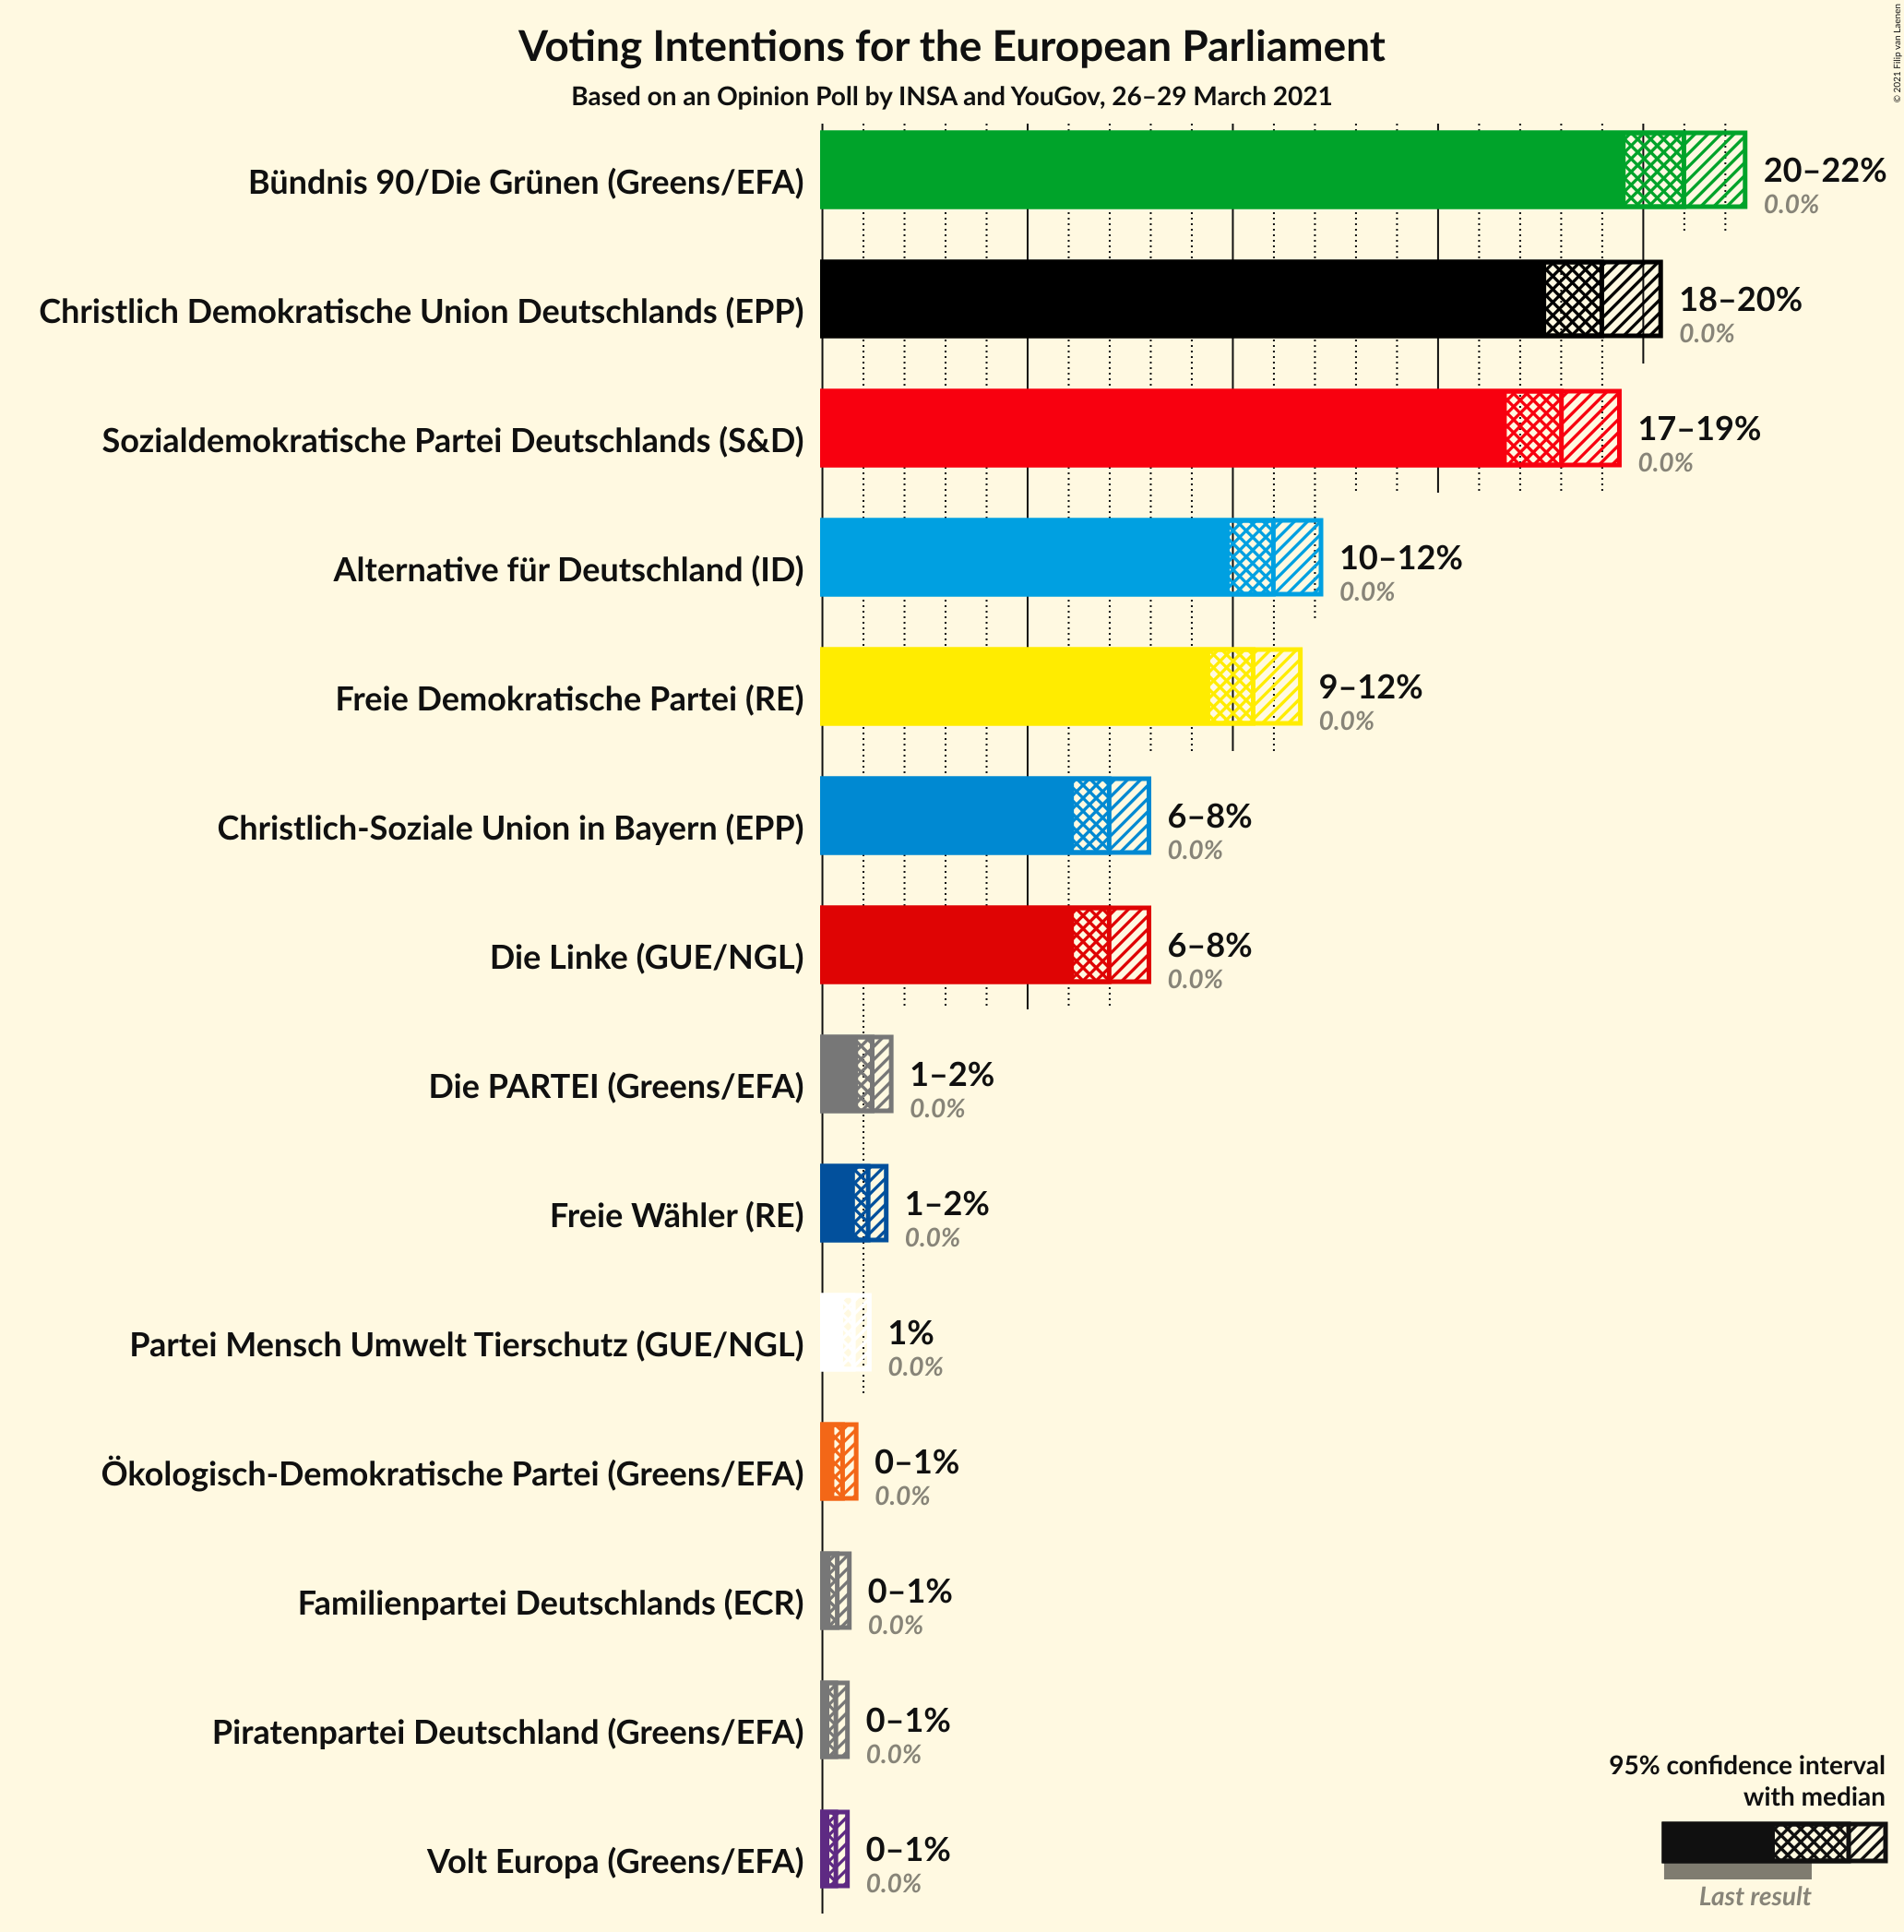 Voting Intentions for the European Parliament
Based on an Opinion Poll by INSA and YouGov, 26–29 March 2021
© 2021 Filip van Laenen
Bündnis 90/Die Grünen (Greens/EFA)
20–22%
0.0%
Christlich Demokratische Union Deutschlands (EPP)
18–20%
0.0%
Sozialdemokratische Partei Deutschlands (S&D)
17–19%
0.0%
Alternative für Deutschland (ID)
10–12%
0.0%
Freie Demokratische Partei (RE)
9–12%
0.0%
Christlich-Soziale Union in Bayern (EPP)
6–8%
0.0%
Die Linke (GUE/NGL)
6–8%
0.0%
Die PARTEI (Greens/EFA)
1–2%
0.0%
Freie Wähler (RE)
1–2%
0.0%
Partei Mensch Umwelt Tierschutz (GUE/NGL)
1%
0.0%
Ökologisch-Demokratische Partei (Greens/EFA)
0–1%
0.0%
Familienpartei Deutschlands (ECR)
0–1%
0.0%
Piratenpartei Deutschland (Greens/EFA)
0–1%
0.0%
Volt Europa (Greens/EFA)
0–1%
0.0%
95% confidence interval
with median
Last result